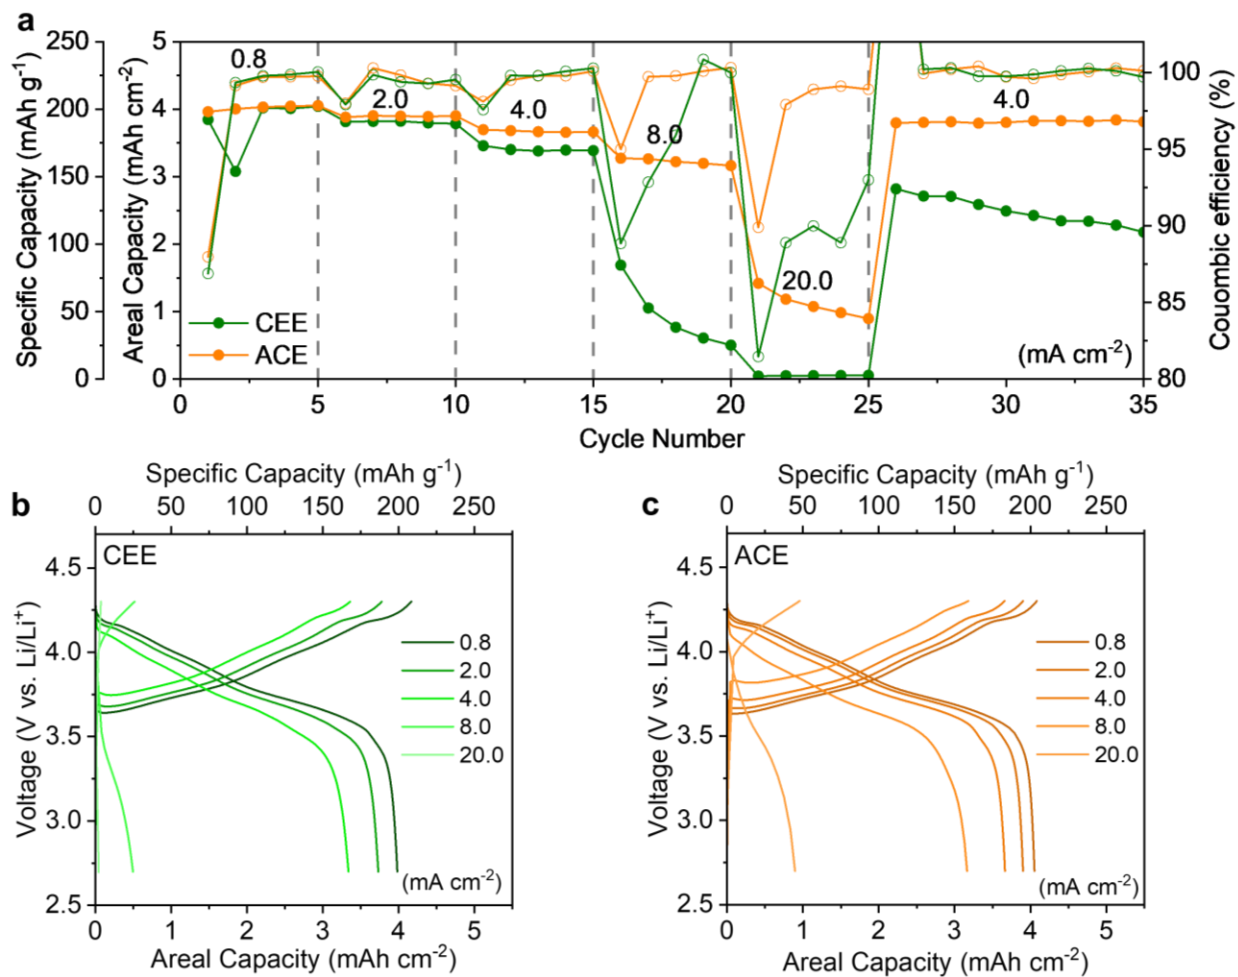 a
250
200
150
100
50
0
Specific Capacity (mAh g⁻¹)
5
4
3
2
1
0
Areal Capacity (mAh cm⁻²)
0.8
2.0
4.0
8.0
20.0
4.0
CEE
ACE
(mA cm⁻²)
100
95
90
85
80
Couombic efficiency (%)
0 5 10 15 20 25 30 35
Cycle Number
b
Specific Capacity (mAh g⁻¹)
0 50 100 150 200 250
CEE
4.5
4.0
3.5
3.0
2.5
Voltage (V vs. Li/Li⁺)
0.8
2.0
4.0
8.0
20.0
(mA cm⁻²)
0 1 2 3 4 5
Areal Capacity (mAh cm⁻²)
c
Specific Capacity (mAh g⁻¹)
0 50 100 150 200 250
ACE
4.5
4.0
3.5
3.0
2.5
Voltage (V vs. Li/Li⁺)
0.8
2.0
4.0
8.0
20.0
(mA cm⁻²)
0 1 2 3 4 5
Areal Capacity (mAh cm⁻²)